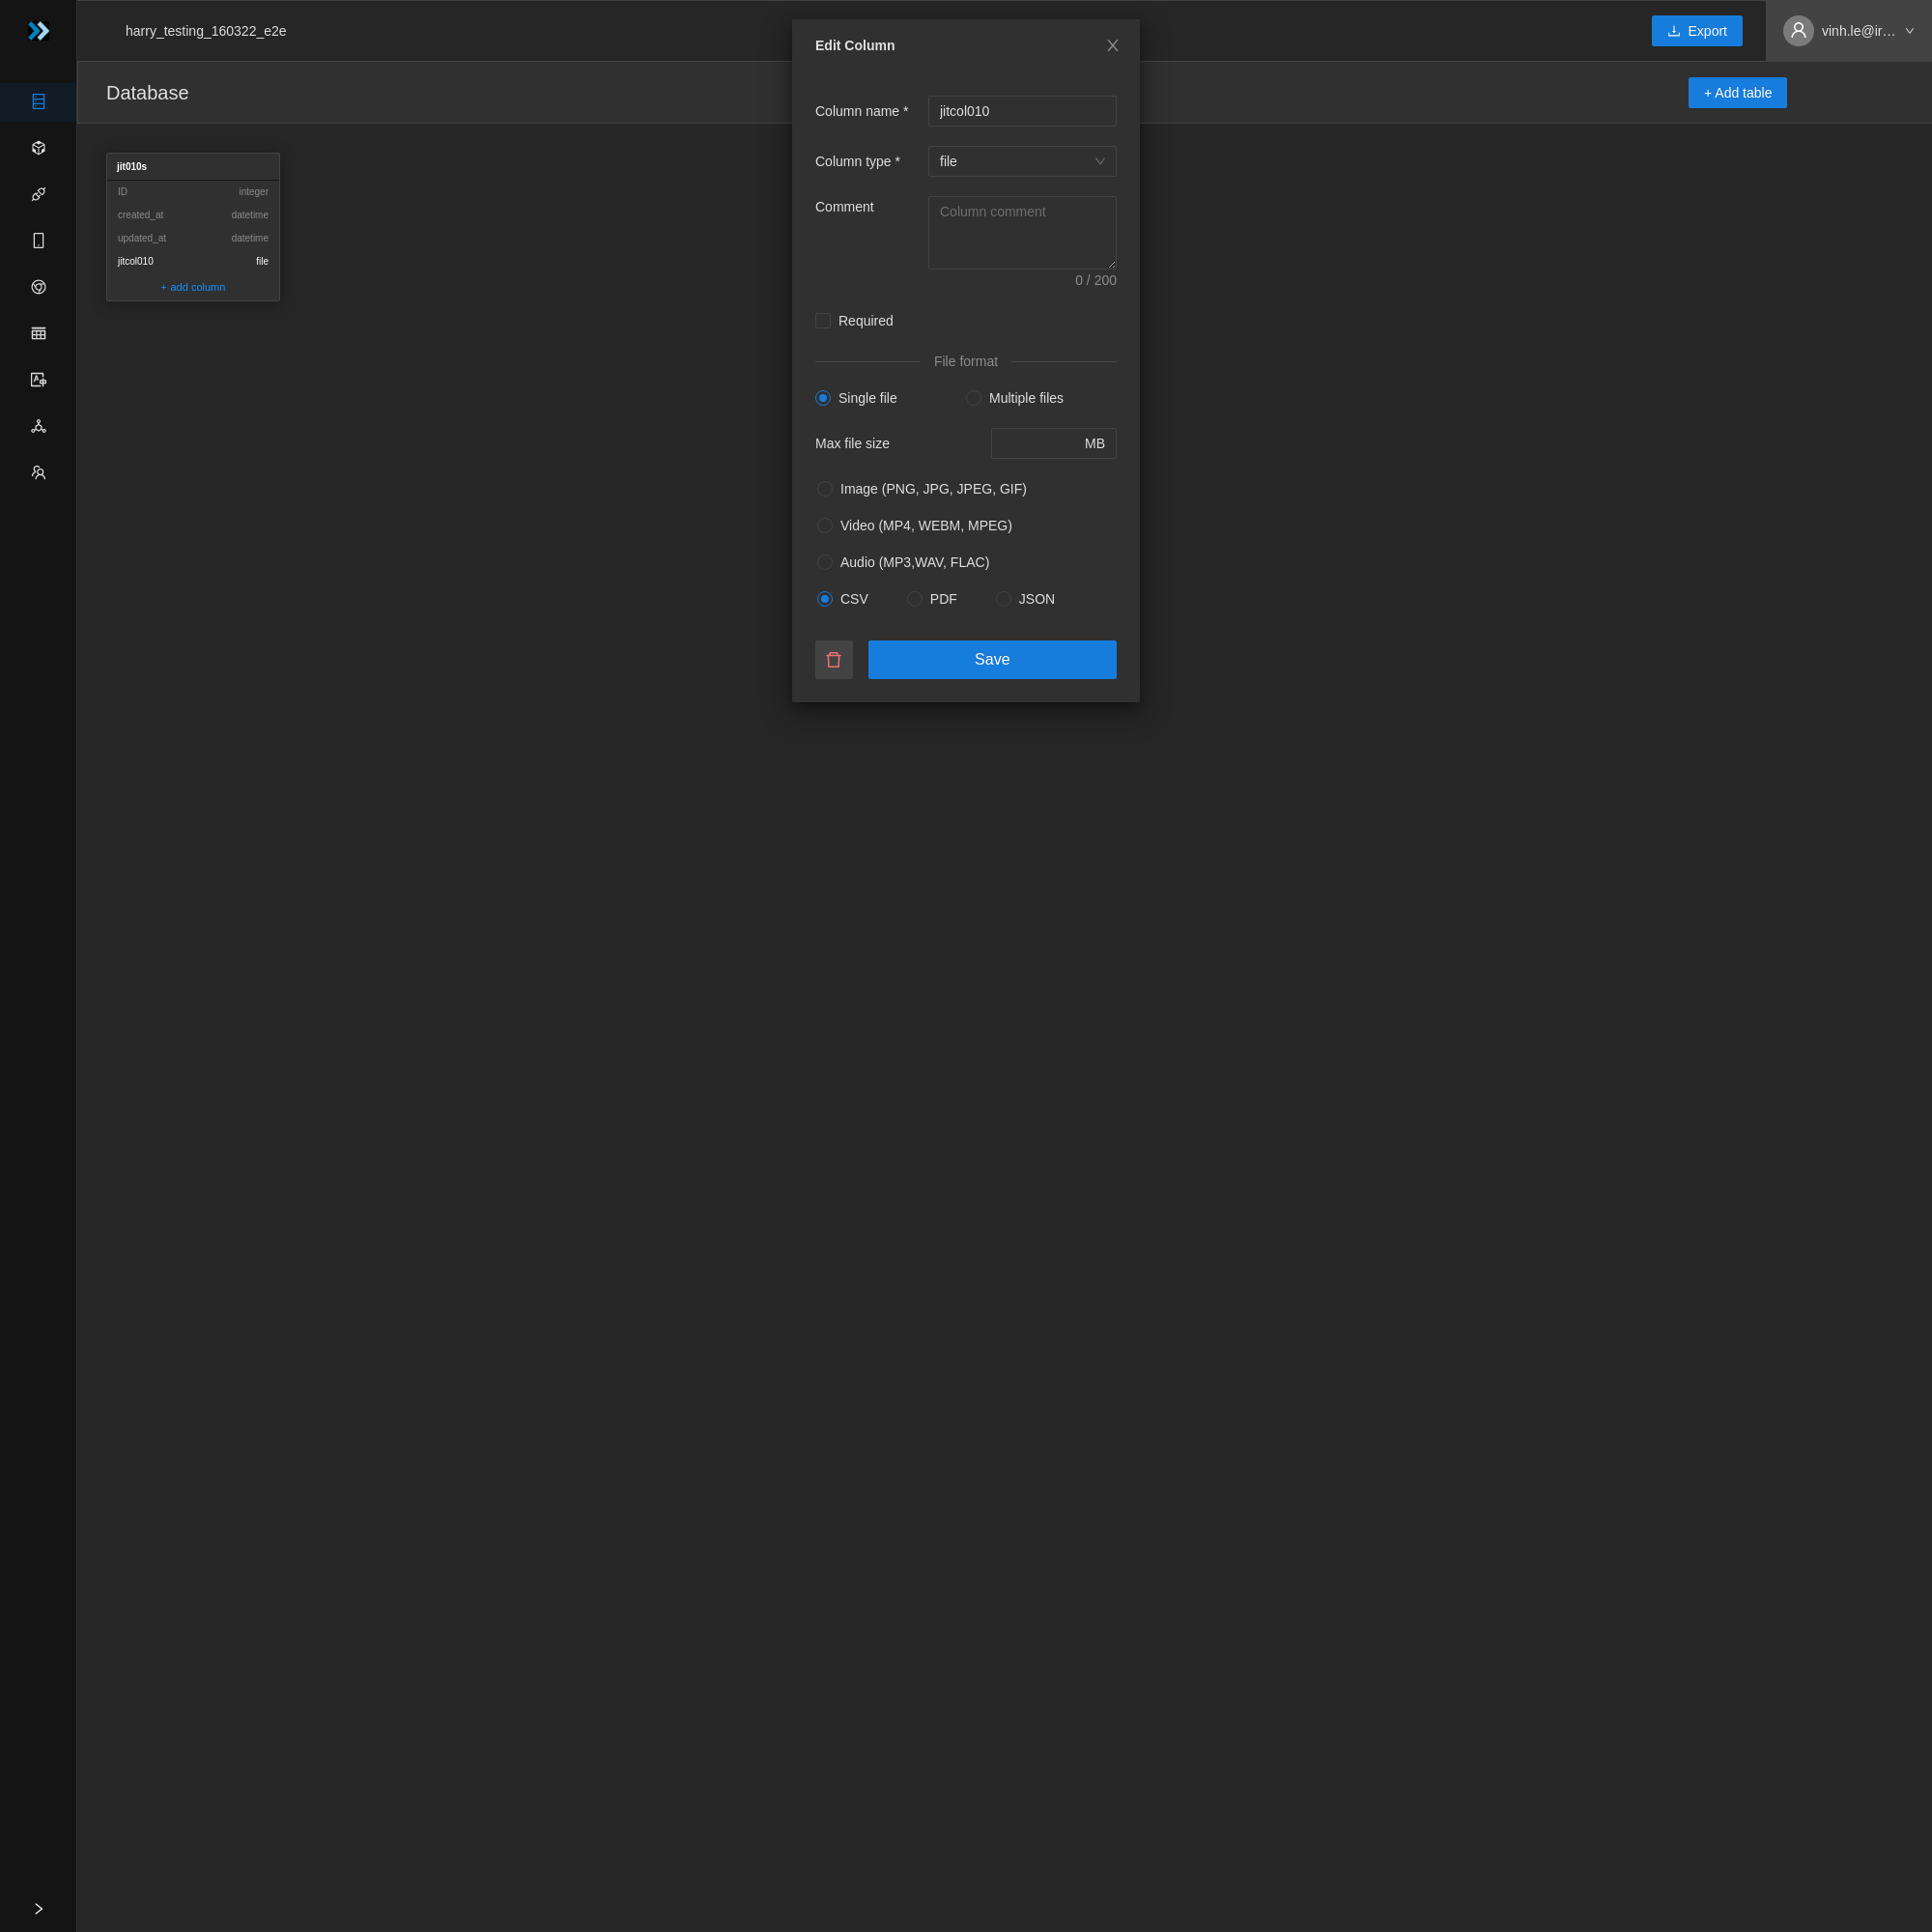 harry_testing_160322_e2e
Export
vinh.le@ir…
Database
+ Add table
jit010s
ID integer
created_at datetime
updated_at datetime
jitcol010 file
+ add column
Edit Column
Column name * jitcol010
Column type * file
Comment Column comment
0 / 200
Required
File format
Single file Multiple files
Max file size MB
Image (PNG, JPG, JPEG, GIF)
Video (MP4, WEBM, MPEG)
Audio (MP3,WAV, FLAC)
CSV PDF JSON
Save